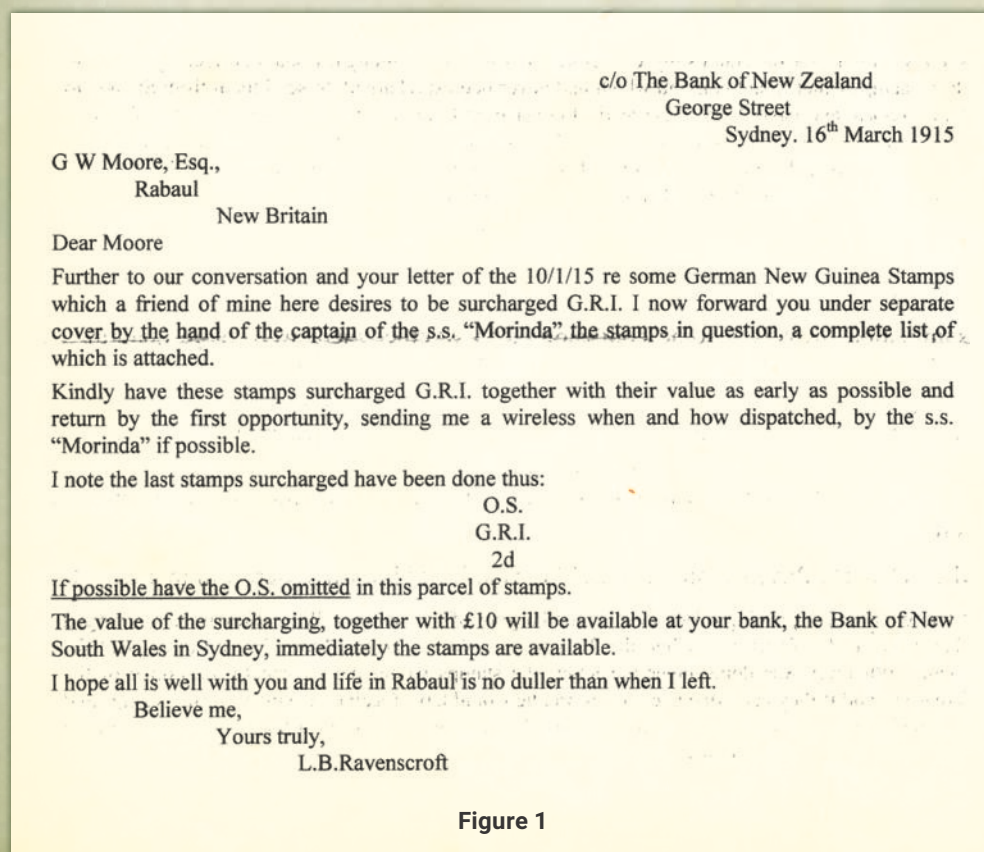 c/o The Bank of New Zealand
George Street
Sydney. 16th March 1915
G W Moore, Esq.,
Rabaul
New Britain
Dear Moore
Further to our conversation and your letter of the 10/1/15 re some German New Guinea Stamps
which a friend of mine here desires to be surcharged G.R.I. I now forward you under separate
cover by the hand of the captain of the s.s. “Morinda” the stamps in question, a complete list of
which is attached.
Kindly have these stamps surcharged G.R.I. together with their value as early as possible and
return by the first opportunity, sending me a wireless when and how dispatched, by the s.s.
“Morinda” if possible.
I note the last stamps surcharged have been done thus:
O.S.
G.R.I.
2d
If possible have the O.S. omitted in this parcel of stamps.
The value of the surcharging, together with £10 will be available at your bank, the Bank of New
South Wales in Sydney, immediately the stamps are available.
I hope all is well with you and life in Rabaul is no duller than when I left.
Believe me,
Yours truly,
L.B.Ravenscroft
Figure 1